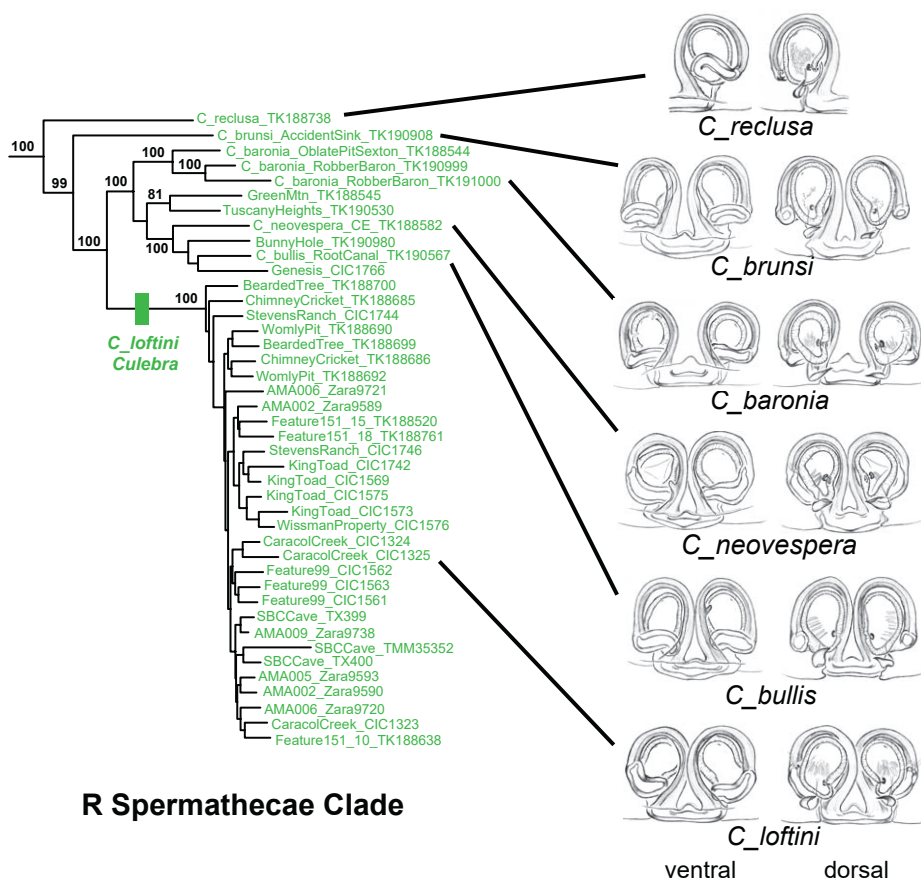 C_reclusa_TK188738
C_brunsi_AccidentSink_TK190908
C_baronia_OblatePitSexton_TK188544
C_baronia_RobberBaron_TK190999
C_baronia_RobberBaron_TK191000
GreenMtn_TK188545
TuscanyHeights_TK190530
C_neovespera_CE_TK188582
BunnyHole_TK190980
C_bullis_RootCanal_TK190567
Genesis_CIC1766
BeardedTree_TK188700
ChimneyCricket_TK188685
StevensRanch_CIC1744
WomlyPit_TK188690
BeardedTree_TK188699
ChimneyCricket_TK188686
WomlyPit_TK188692
AMA006_Zara9721
AMA002_Zara9589
Feature151_15_TK188520
Feature151_18_TK188761
StevensRanch_CIC1746
KingToad_CIC1742
KingToad_CIC1569
KingToad_CIC1575
KingToad_CIC1573
WissmanProperty_CIC1576
CaracolCreek_CIC1324
CaracolCreek_CIC1325
Feature99_CIC1562
Feature99_CIC1563
Feature99_CIC1561
SBCCave_TX399
AMA009_Zara9738
SBCCave_TMM35352
SBCCave_TX400
AMA005_Zara9593
AMA002_Zara9590
AMA006_Zara9720
CaracolCreek_CIC1323
Feature151_10_TK188638
100
99
100
100
100
100
81
100
100
C_loftini
Culebra
R Spermathecae Clade
C_reclusa
C_brunsi
C_baronia
C_neovespera
C_bullis
C_loftini
ventral dorsal